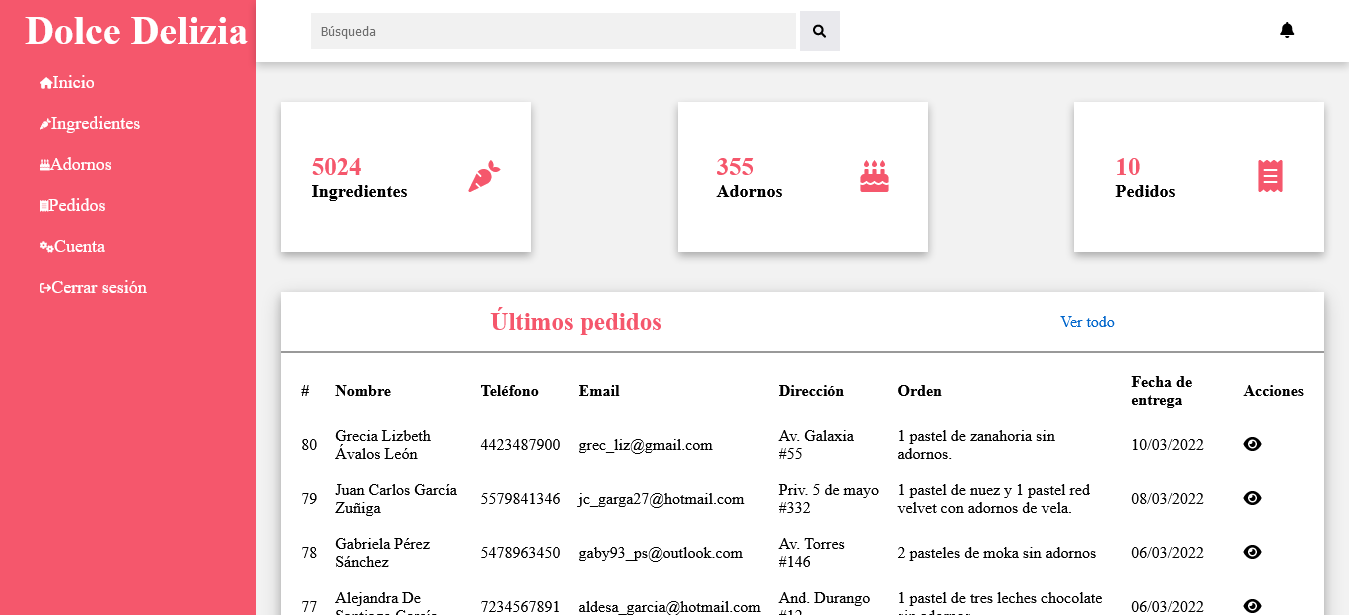 Dolce Delizia
Búsqueda
Inicio
Ingredientes
Adornos
Pedidos
Cuenta
Cerrar sesión
5024
Ingredientes
355
Adornos
10
Pedidos
Últimos pedidos
Ver todo
# Nombre Teléfono Email Dirección Orden Fecha de entrega Acciones
80 Grecia Lizbeth Ávalos León 4423487900 grec_liz@gmail.com Av. Galaxia #55 1 pastel de zanahoria sin adornos. 10/03/2022
79 Juan Carlos García Zuñiga 5579841346 jc_garga27@hotmail.com Priv. 5 de mayo #332 1 pastel de nuez y 1 pastel red velvet con adornos de vela. 08/03/2022
78 Gabriela Pérez Sánchez 5478963450 gaby93_ps@outlook.com Av. Torres #146 2 pasteles de moka sin adornos 06/03/2022
77 Alejandra De Santiago García 7234567891 aldesa_garcia@hotmail.com And. Durango #12 1 pastel de tres leches chocolate sin adornos 06/03/2022